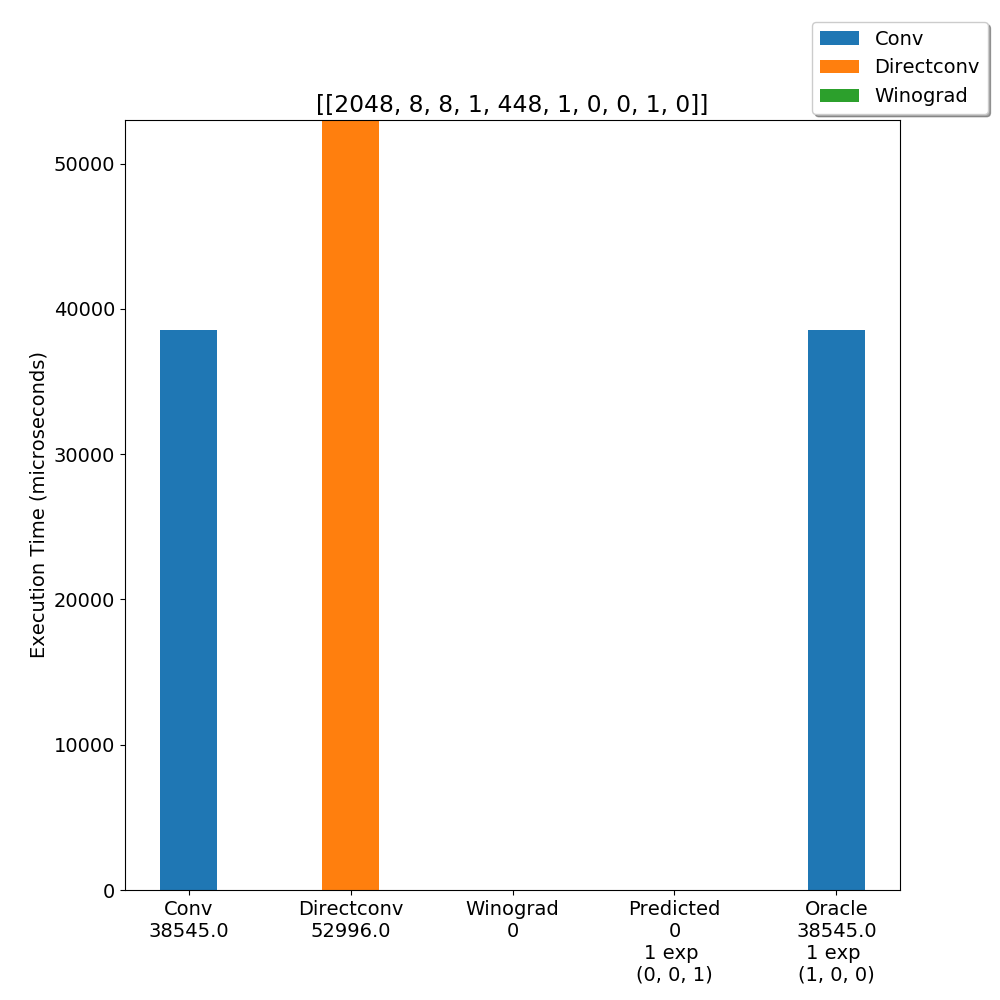 Conv
Directconv
Winograd
[[2048, 8, 8, 1, 448, 1, 0, 0, 1, 0]]
Execution Time (microseconds)
50000
40000
30000
20000
10000
0
Conv
38545.0
Directconv
52996.0
Winograd
0
Predicted
0
1 exp
(0, 0, 1)
Oracle
38545.0
1 exp
(1, 0, 0)